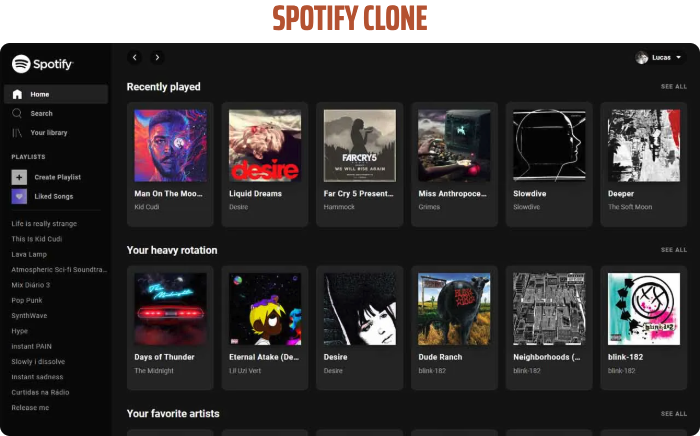 SPOTIFY CLONE
Spotify
Lucas
Home
Search
Your library
PLAYLISTS
Create Playlist
Liked Songs
Life is really strange
This Is Kid Cudi
Lava Lamp
Atmospheric Sci-fi Soundtra...
Mix Diário 3
Pop Punk
SynthWave
Hype
instant PAIN
Slowly i dissolve
Instant sadness
Curtidas na Rádio
Release me
Recently played
SEE ALL
desire
FARCRY5
WE WILL RISE AGAIN
Man On The Moo...
Kid Cudi
Liquid Dreams
Desire
Far Cry 5 Present...
Hammock
Miss Anthropoce...
Grimes
Slowdive
Slowdive
Deeper
The Soft Moon
Your heavy rotation
SEE ALL
The Midnight
blink-182
Days of Thunder
The Midnight
Eternal Atake (De...
Lil Uzi Vert
Desire
Desire
Dude Ranch
blink-182
Neighborhoods (...
blink-182
blink-182
blink-182
Your favorite artists
SEE ALL